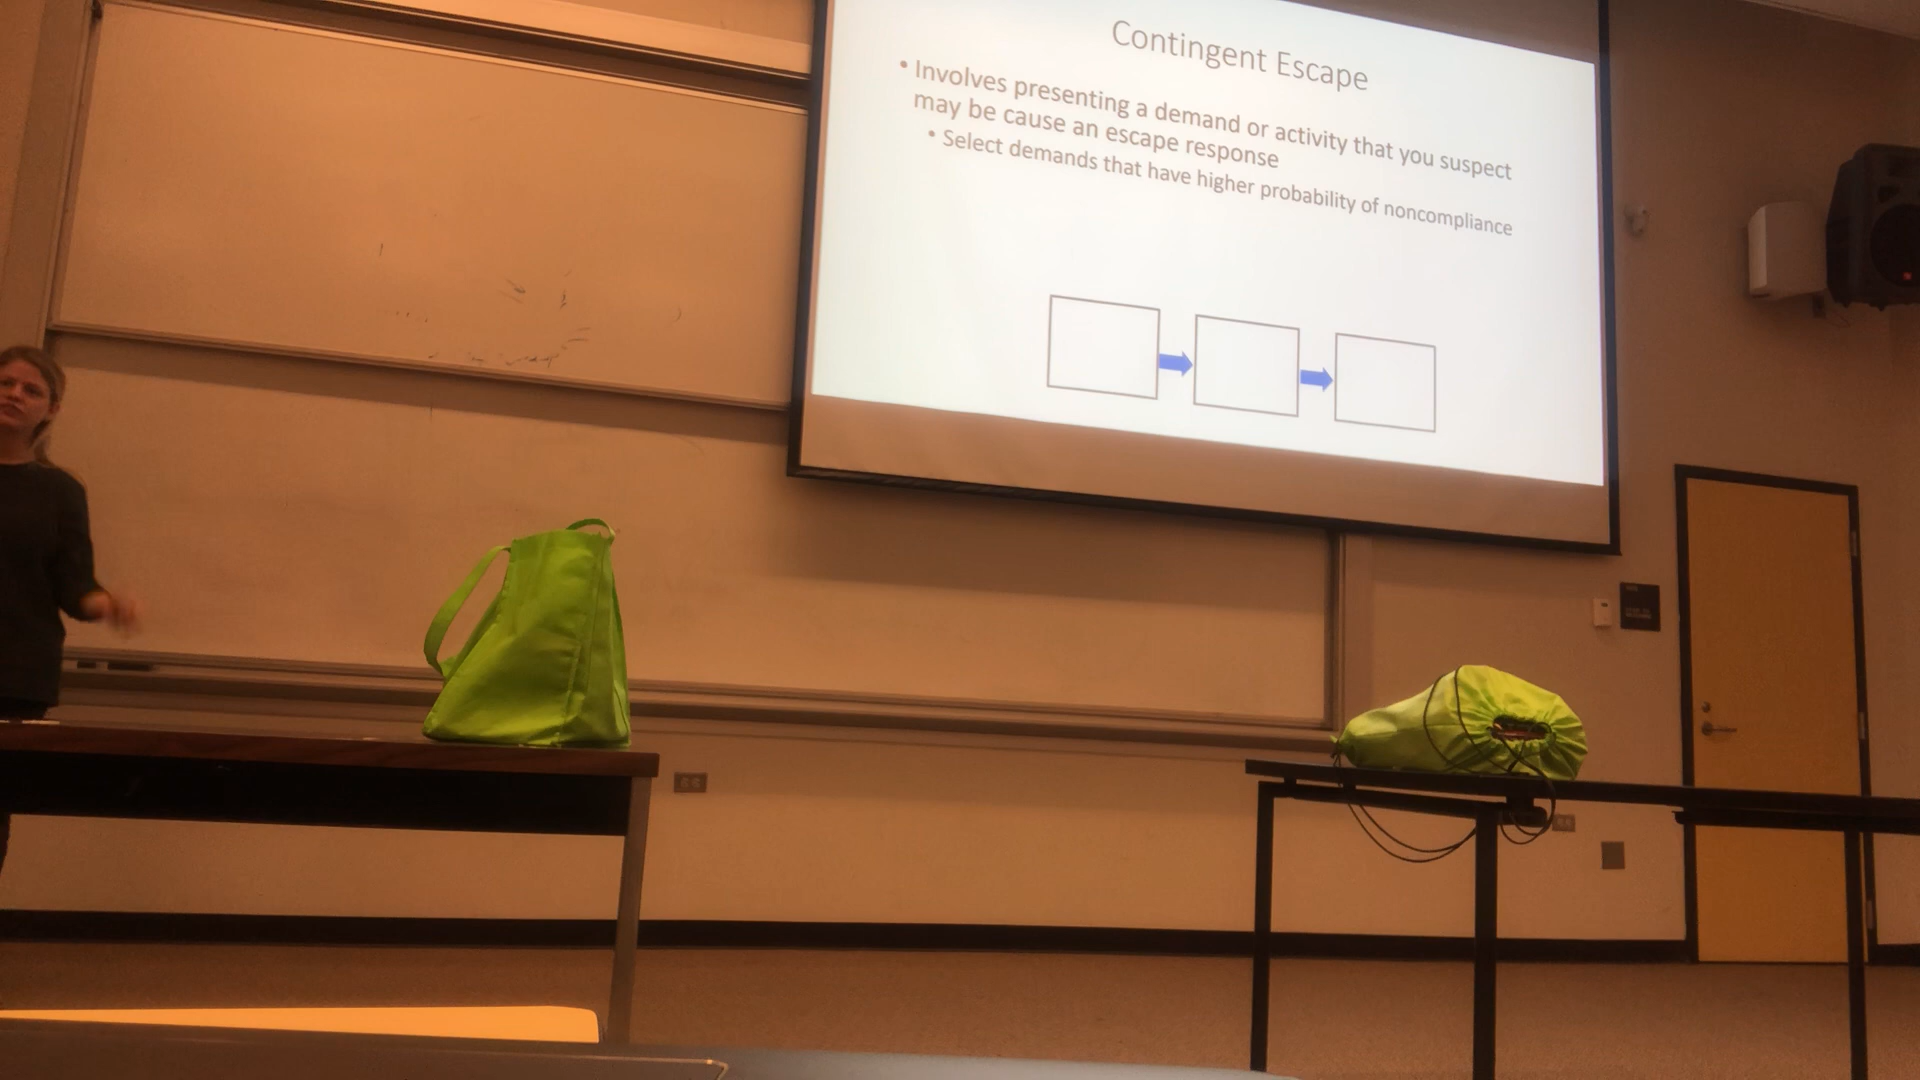 Contingent Escape
• Involves presenting a demand or activity that you suspect
may be cause an escape response
• Select demands that have higher probability of noncompliance